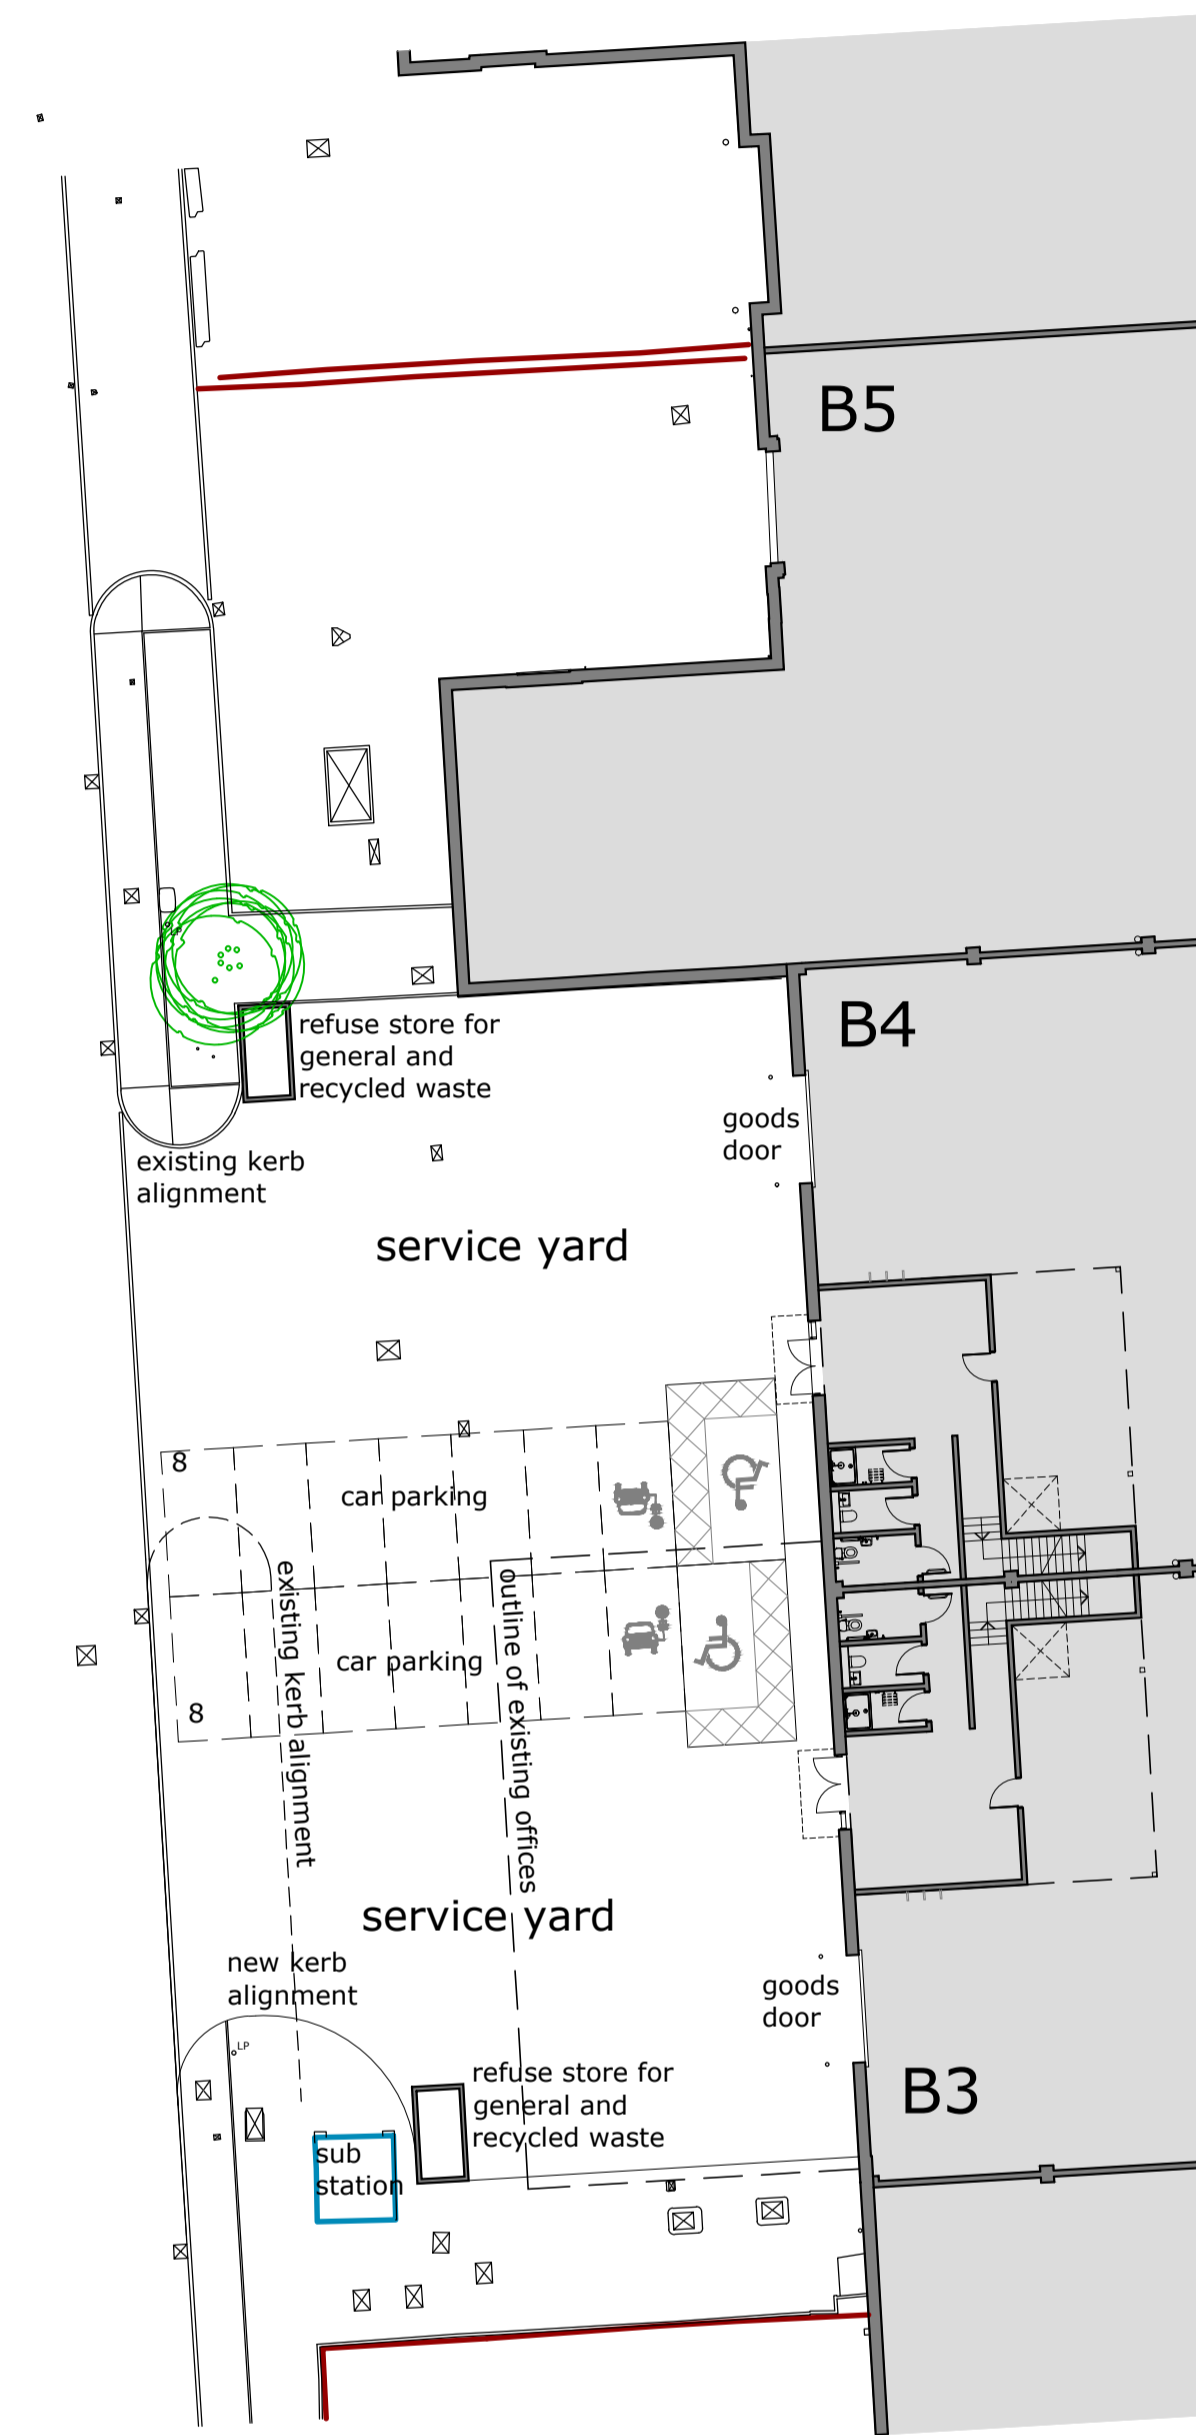 B5
LP
B4
refuse store for
general and
recycled waste
goods
door
existing kerb
alignment
service yard
8
car parking
existing kerb alignment
outline of existing offices
car parking
8
service yard
new kerb
alignment
goods
door
LP
refuse store for
general and
recycled waste
B3
sub
station